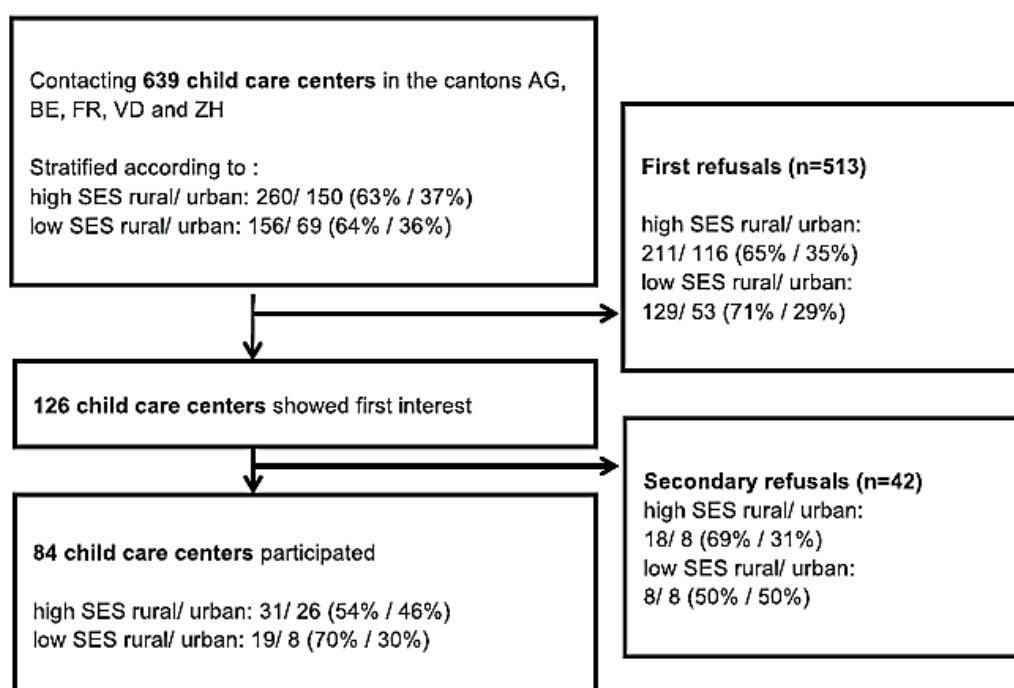 Contacting 639 child care centers in the cantons AG,
BE, FR, VD and ZH
Stratified according to :
high SES rural/ urban: 260/ 150 (63% / 37%)
low SES rural/ urban: 156/ 69 (64% / 36%)
First refusals (n=513)
high SES rural/ urban:
211/ 116 (65% / 35%)
low SES rural/ urban:
129/ 53 (71% / 29%)
126 child care centers showed first interest
Secondary refusals (n=42)
high SES rural/ urban:
18/ 8 (69% / 31%)
low SES rural/ urban:
8/ 8 (50% / 50%)
84 child care centers participated
high SES rural/ urban: 31/ 26 (54% / 46%)
low SES rural/ urban: 19/ 8 (70% / 30%)